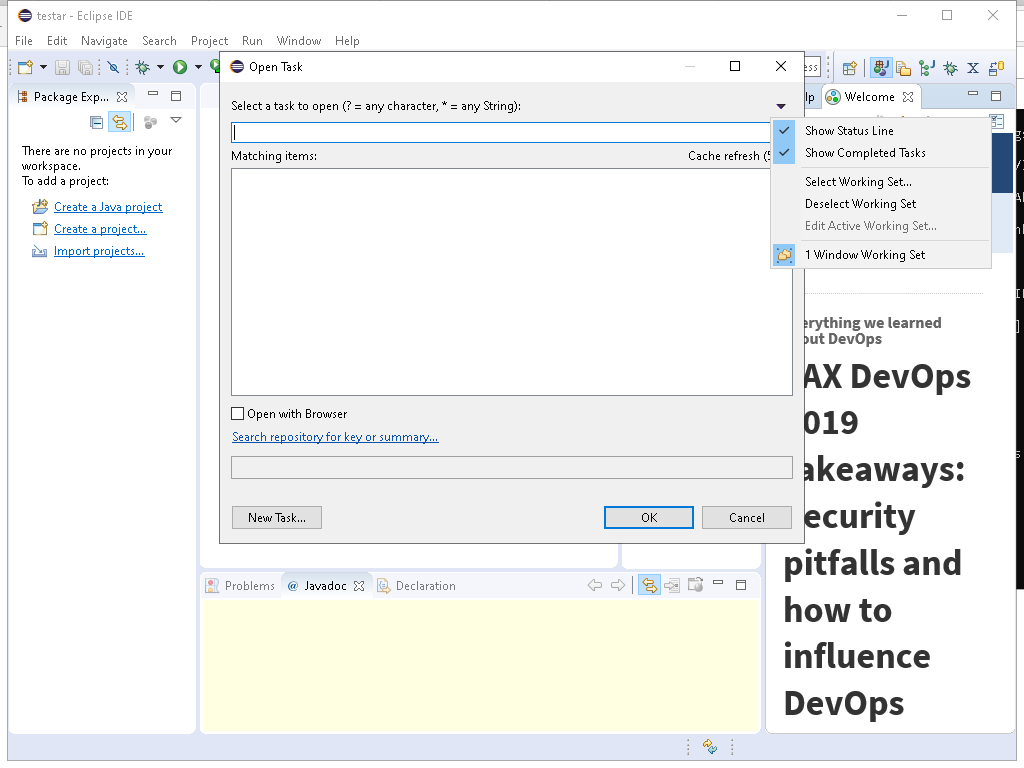 testar - Eclipse IDE
File Edit Navigate Search Project Run Window Help
Open Task
Package Exp...
Welcome
There are no projects in your
workspace.
To add a project:
Create a Java project
Create a project...
Import projects...
Select a task to open (? = any character, * = any String):
Matching items:
Cache refresh
Show Status Line
Show Completed Tasks
Select Working Set...
Deselect Working Set
Edit Active Working Set...
1 Window Working Set
Open with Browser
Search repository for key or summary...
New Task...
OK
Cancel
erything we learned
out DevOps
AX DevOps
019
akeaways:
ecurity
pitfalls and
how to
influence
DevOps
Problems
@ Javadoc
Declaration